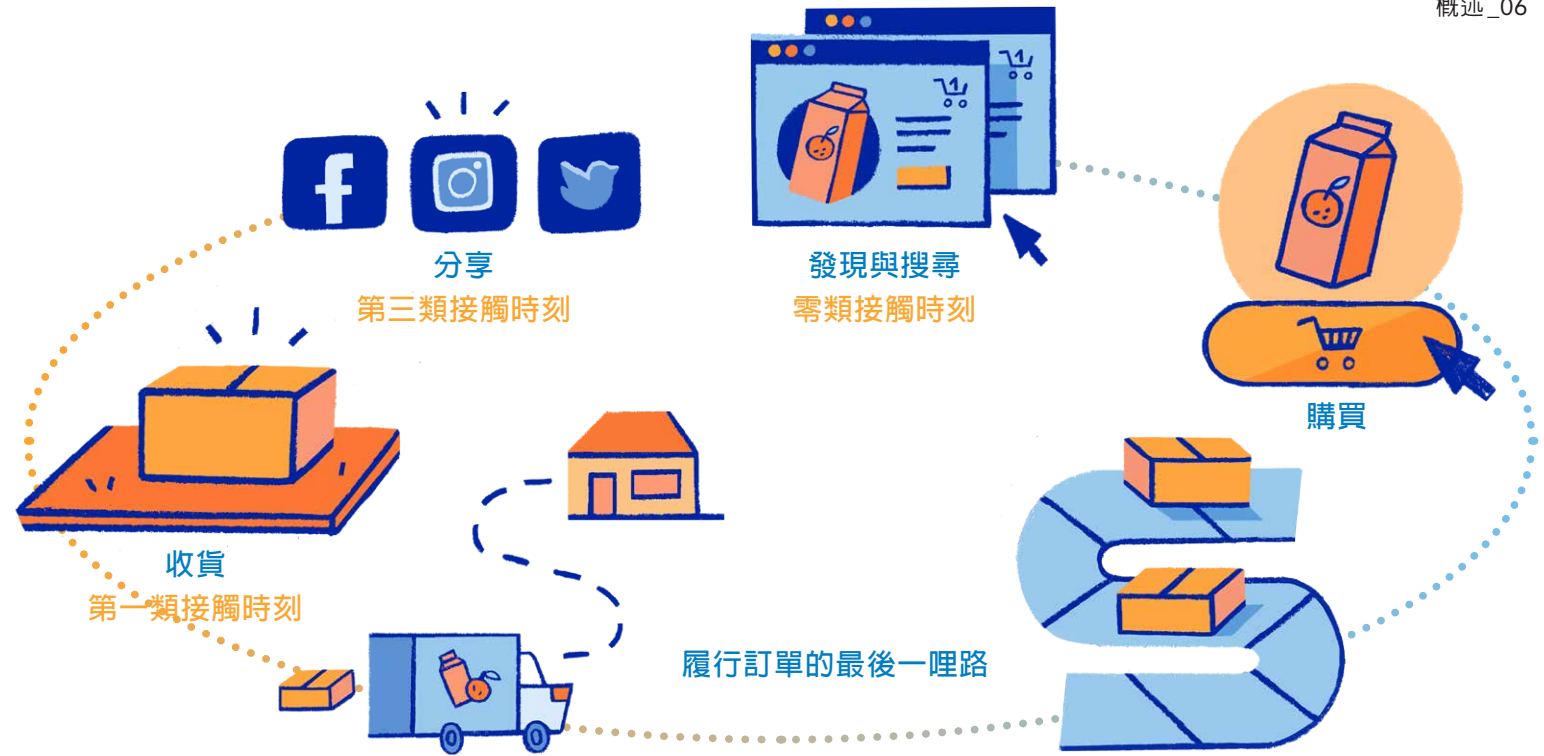 概述_06
分享
第三類接觸時刻
發現與搜尋
零類接觸時刻
1
1
購買
收貨
第一類接觸時刻
履行訂單的最後一哩路